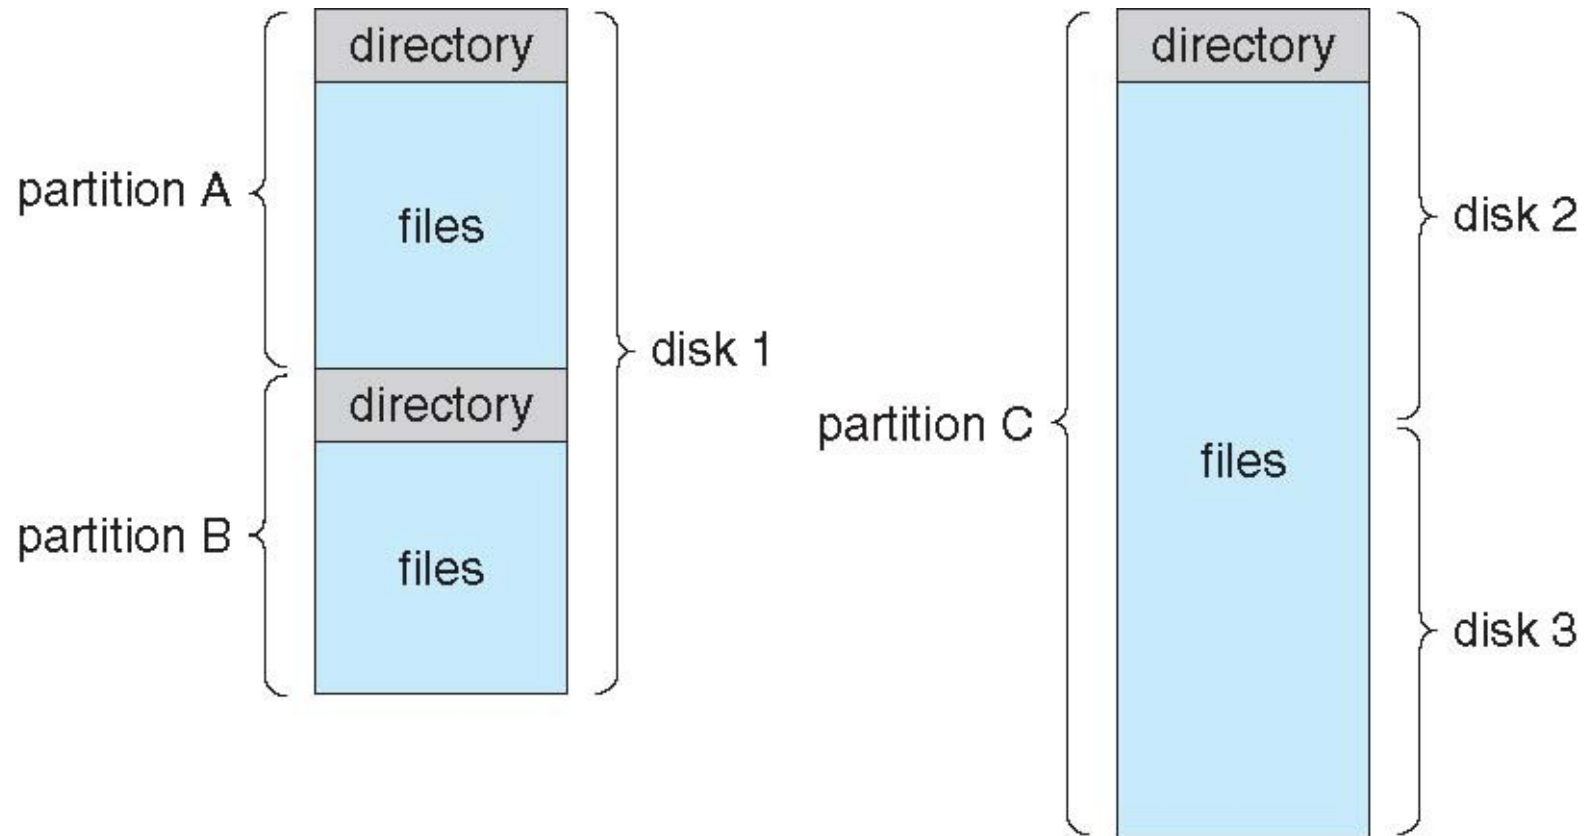 directory
partition A
files
disk 1
directory
partition B
files
directory
disk 2
partition C
files
disk 3